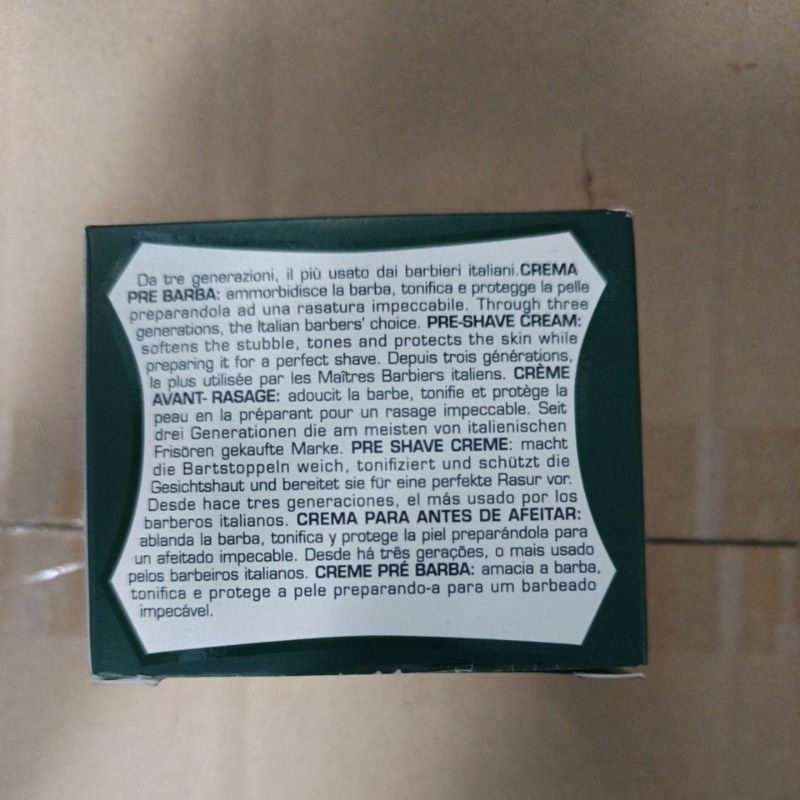 Da tre generazioni, il più usato dai barbieri italiani.CREMA
PRE BARBA: ammorbidisce la barba, tonifica e protegge la pelle
preparandola ad una rasatura impeccabile. Through three
generations, the Italian barbers' choice. PRE-SHAVE CREAM:
softens the stubble, tones and protects the skin while
preparing it for a perfect shave. Depuis trois générations,
la plus utilisée par les Maîtres Barbiers italiens. CRÈME
AVANT- RASAGE: adoucit la barbe, tonifie et protège la
peau en la préparant pour un rasage impeccable. Seit
drei Generationen die am meisten von italienischen
Frisören gekaufte Marke. PRE SHAVE CREME: macht
die Bartstoppeln weich, tonifiziert und schützt die
Gesichtshaut und bereitet sie für eine perfekte Rasur vor.
Desde hace tres generaciones, el más usado por los
barberos italianos. CREMA PARA ANTES DE AFEITAR:
ablanda la barba, tonifica y protege la piel preparándola para
un afeitado impecable. Desde há três gerações, o mais usado
pelos barbeiros italianos. CREME PRÉ BARBA: amacia a barba,
tonifica e protege a pele preparando-a para um barbeado
impecável.